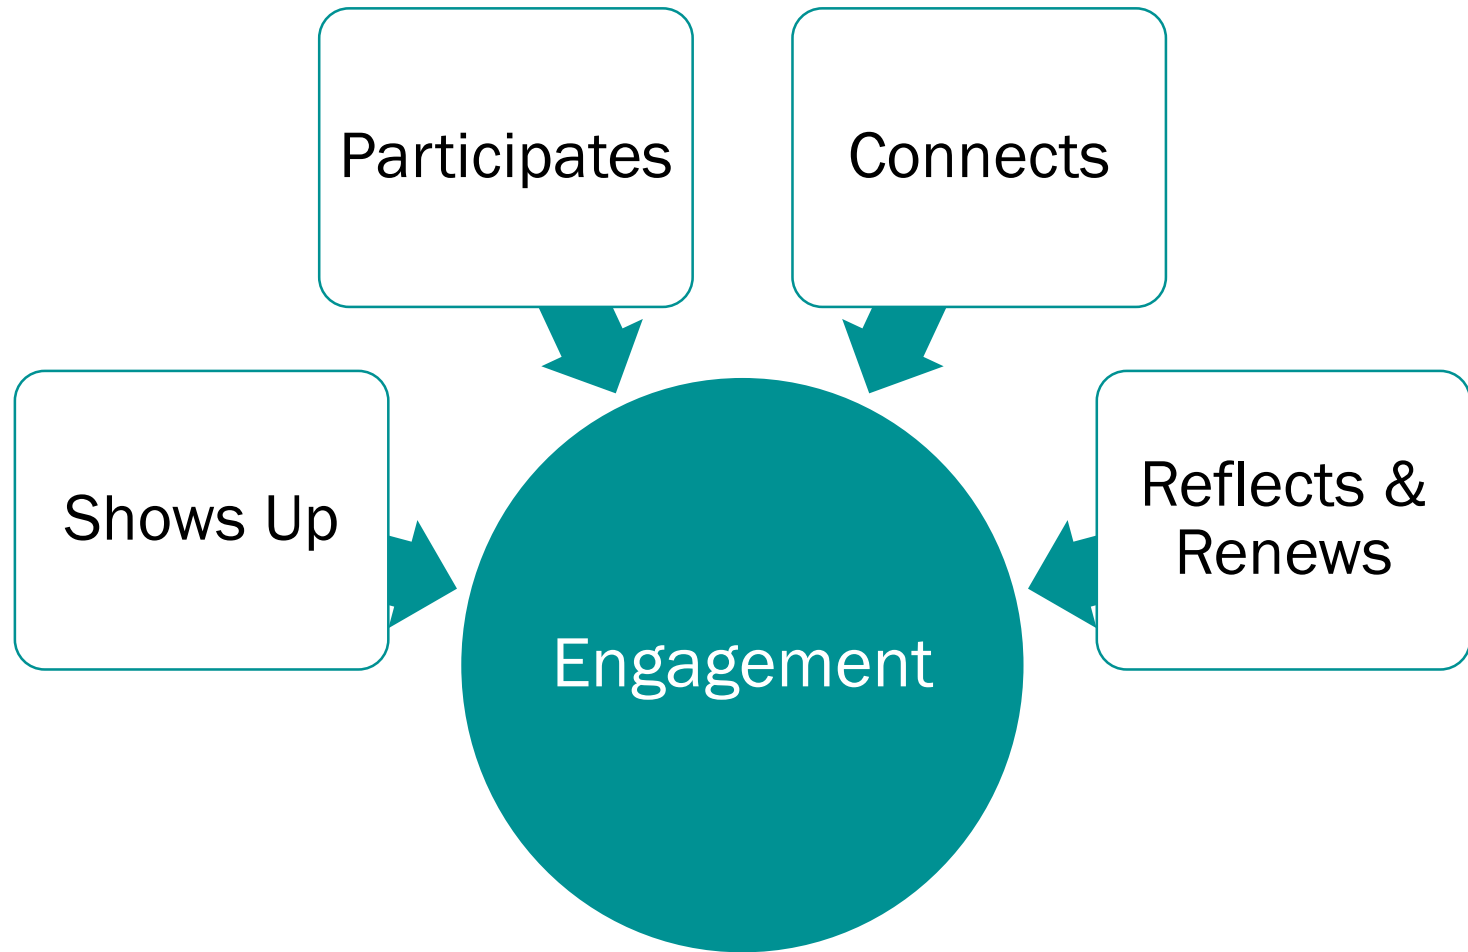 Participates
Connects
Shows Up
Reflects &
Renews
Engagement